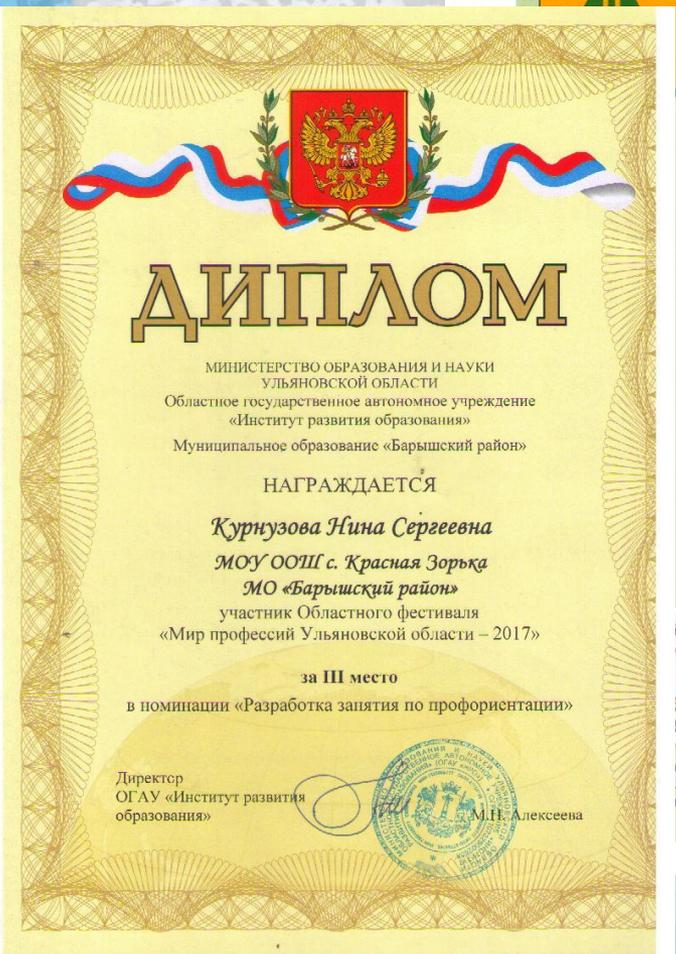 ДИПЛОМ
МИНИСТЕРСТВО ОБРАЗОВАНИЯ И НАУКИ
УЛЬЯНОВСКОЙ ОБЛАСТИ
Областное государственное автономное учреждение
«Институт развития образования»
Муниципальное образование «Барышский район»
НАГРАЖДАЕТСЯ
Курнузова Нина Сергеевна
МОУ ООШ с. Красная Зорька
МО «Барышский район»
участник Областного фестиваля
«Мир профессий Ульяновской области – 2017»
за III место
в номинации «Разработка занятия по профориентации»
Директор
ОГАУ «Институт развития
образования»
М.Н. Алексеева